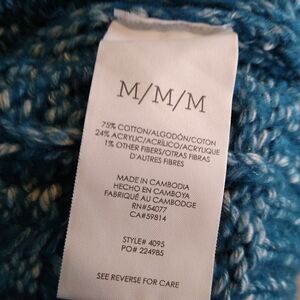 M/M/M
75% COTTON/ALGODÓN/COTON
24% ACRYLIC/ACRÍLICO/ACRYLIQUE
1% OTHER FIBERS/OTRAS FIBRAS
D'AUTRES FIBRES
MADE IN CAMBODIA
HECHO EN CAMBOYA
FABRIQUÉ AU CAMBODGE
RN#54077
CA#59814
STYLE# 4095
PO# 224985
SEE REVERSE FOR CARE